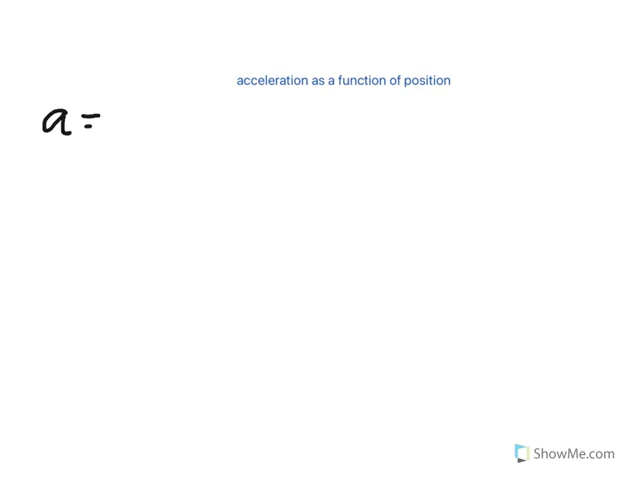 acceleration as a function of position
a =
ShowMe.com